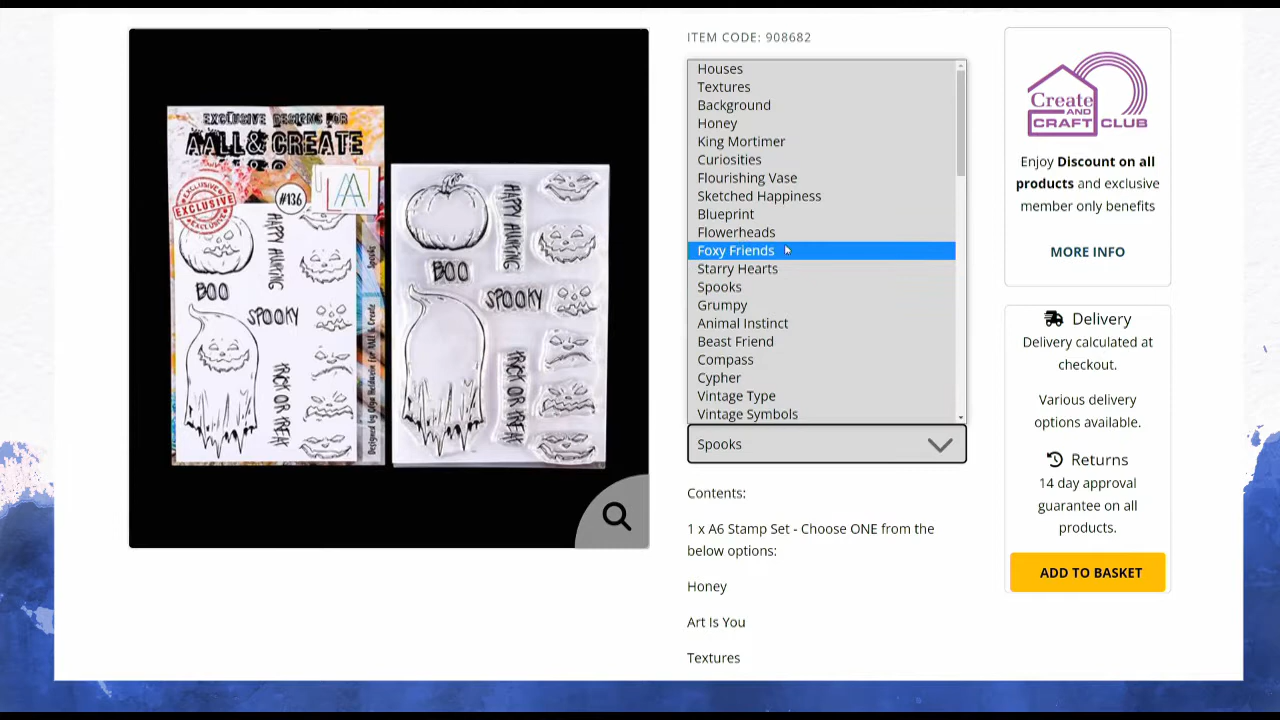 EXCLUSIVE DESIGNS FOR
AALL & CREATE
#136
EXCLUSIVE
HAPPY HUNTING
BOO
SPOOKY
TRICK OR TREAT
Spooks
HAPPY HUNTING
BOO
SPOOKY
TRICK OR TREAT
ITEM CODE: 908682
Houses
Textures
Background
Honey
King Mortimer
Curiosities
Flourishing Vase
Sketched Happiness
Blueprint
Flowerheads
Foxy Friends
Starry Hearts
Spooks
Grumpy
Animal Instinct
Beast Friend
Compass
Cypher
Vintage Type
Vintage Symbols
Spooks
Contents:
1 x A6 Stamp Set - Choose ONE from the
below options:
Honey
Art Is You
Textures
Create
AND
CRAFT CLUB
Enjoy Discount on all
products and exclusive
member only benefits
MORE INFO
Delivery
Delivery calculated at
checkout.
Various delivery
options available.
Returns
14 day approval
guarantee on all
products.
ADD TO BASKET